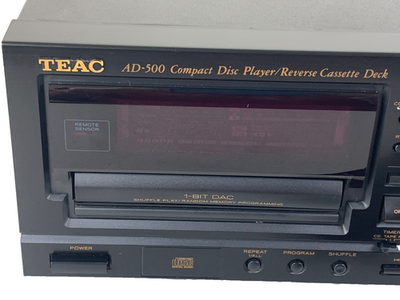 TEAC AD-500 Compact Disc Player/Reverse Cassette Deck
REMOTE
SENSOR
1-BIT DAC
SHUFFLE PLAY/RANDOM MEMORY PROGRAMMING
POWER
REPEAT
PROGRAM
SHUFFLE
TIMER